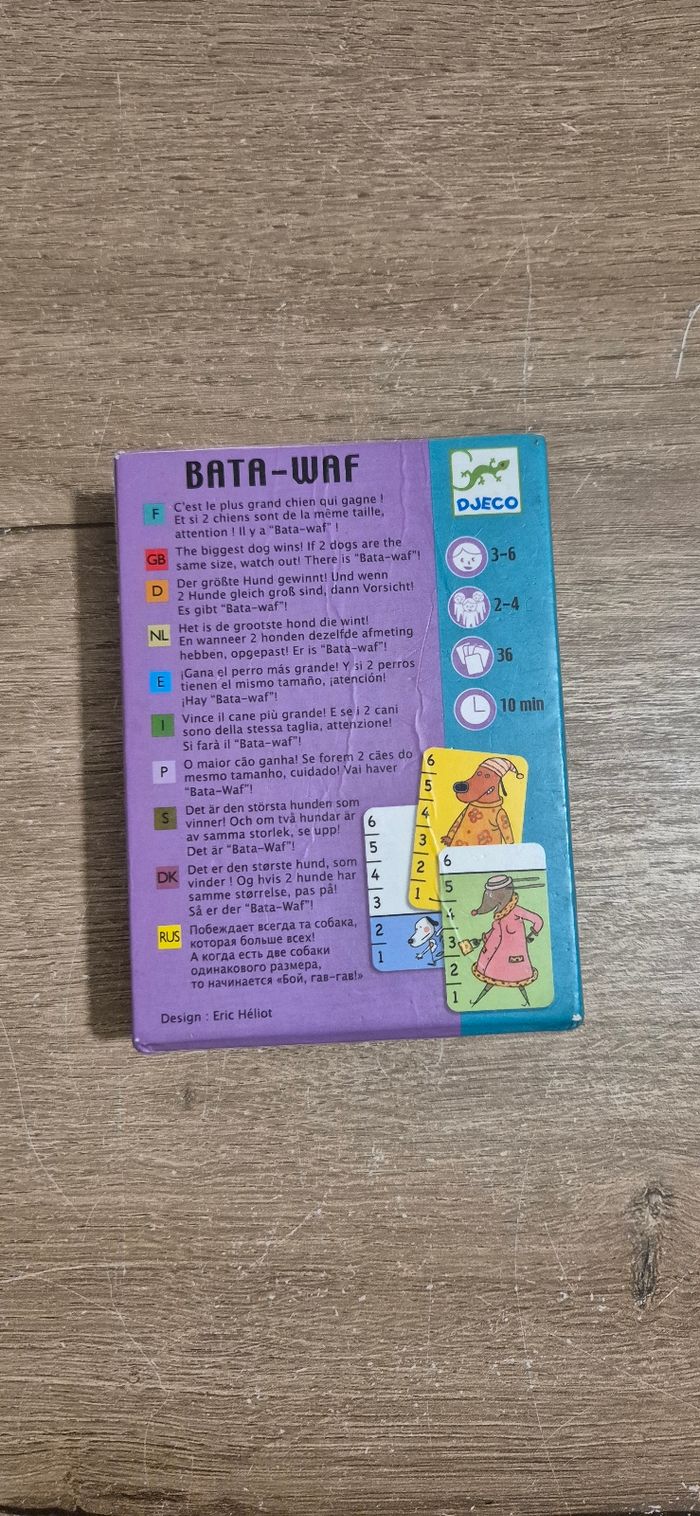 BATA-WAF
F
C'est le plus grand chien qui gagne !
Et si 2 chiens sont de la même taille,
attention ! Il y a "Bata-waf" !
GB
The biggest dog wins! If 2 dogs are the
same size, watch out! There is "Bata-waf"!
D
Der größte Hund gewinnt! Und wenn
2 Hunde gleich groß sind, dann Vorsicht!
Es gibt "Bata-waf"!
NL
Het is de grootste hond die wint!
En wanneer 2 honden dezelfde afmeting
hebben, opgepast! Er is "Bata-waf"!
E
¡Gana el perro más grande! Y si 2 perros
tienen el mismo tamaño, ¡atención!
¡Hay "Bata-waf"!
I
Vince il cane più grande! E se i 2 cani
sono della stessa taglia, attenzione!
Si farà il "Bata-waf"!
P
O maior cão ganha! Se forem 2 cães do
mesmo tamanho, cuidado! Vai haver
"Bata-Waf"!
S
Det är den största hunden som
vinner! Och om två hundar är
av samma storlek, se upp!
Det är "Bata-Waf"!
DK
Det er den største hund, som
vinder ! Og hvis 2 hunde har
samme størrelse, pas på!
Så er der "Bata-Waf"!
RUS
Побеждает всегда та собака,
которая больше всех!
А когда есть две собаки
одинакового размера,
то начинается «Бой, гав-гав!»
Design : Eric Héliot
DJECO
3-6
2-4
36
10 min
6
5
4
3
2
1
6
5
4
3
2
1
6
5
4
3
2
1